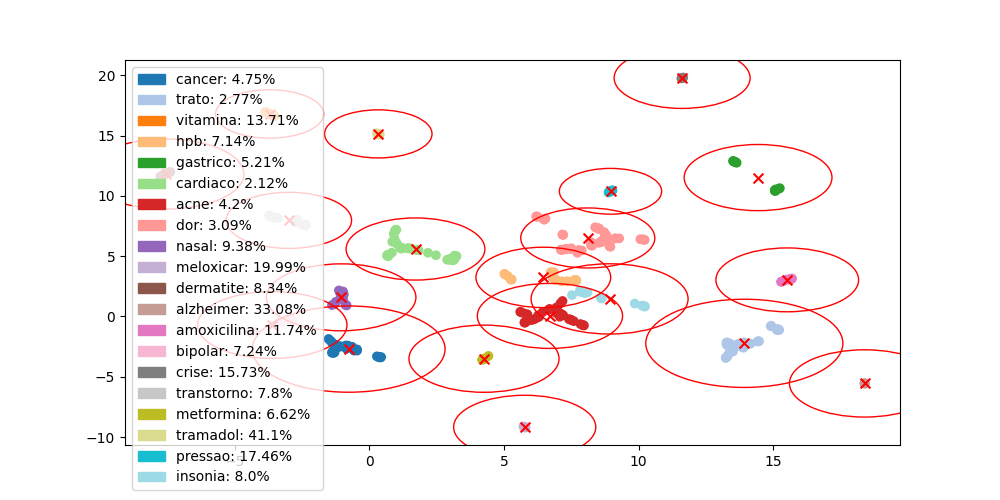 20
15
10
5
0
−5
−10
cancer: 4.75%
trato: 2.77%
vitamina: 13.71%
hpb: 7.14%
gastrico: 5.21%
cardiaco: 2.12%
acne: 4.2%
dor: 3.09%
nasal: 9.38%
meloxicar: 19.99%
dermatite: 8.34%
alzheimer: 33.08%
amoxicilina: 11.74%
bipolar: 7.24%
crise: 15.73%
transtorno: 7.8%
metformina: 6.62%
tramadol: 41.1%
pressao: 17.46%
insonia: 8.0%
−5 0 5 10 15